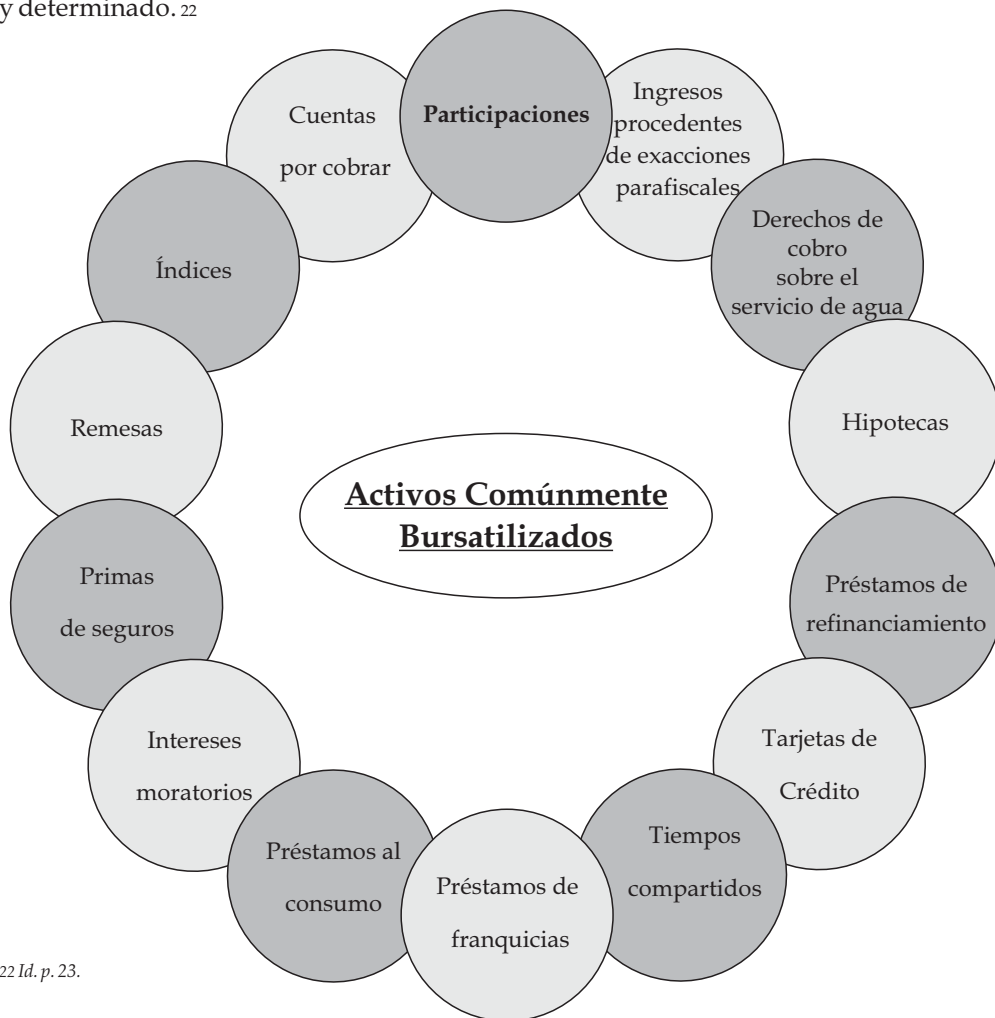 y determinado. 22
Participaciones
Ingresos
procedentes
de exacciones
parafiscales
Derechos de
cobro
sobre el
servicio de agua
Hipotecas
Préstamos de
refinanciamiento
Tarjetas de
Crédito
Tiempos
compartidos
Préstamos de
franquicias
Préstamos al
consumo
Intereses
moratorios
Primas
de seguros
Remesas
Índices
Cuentas
por cobrar
Activos Comúnmente
Bursatilizados
22 Id. p. 23.